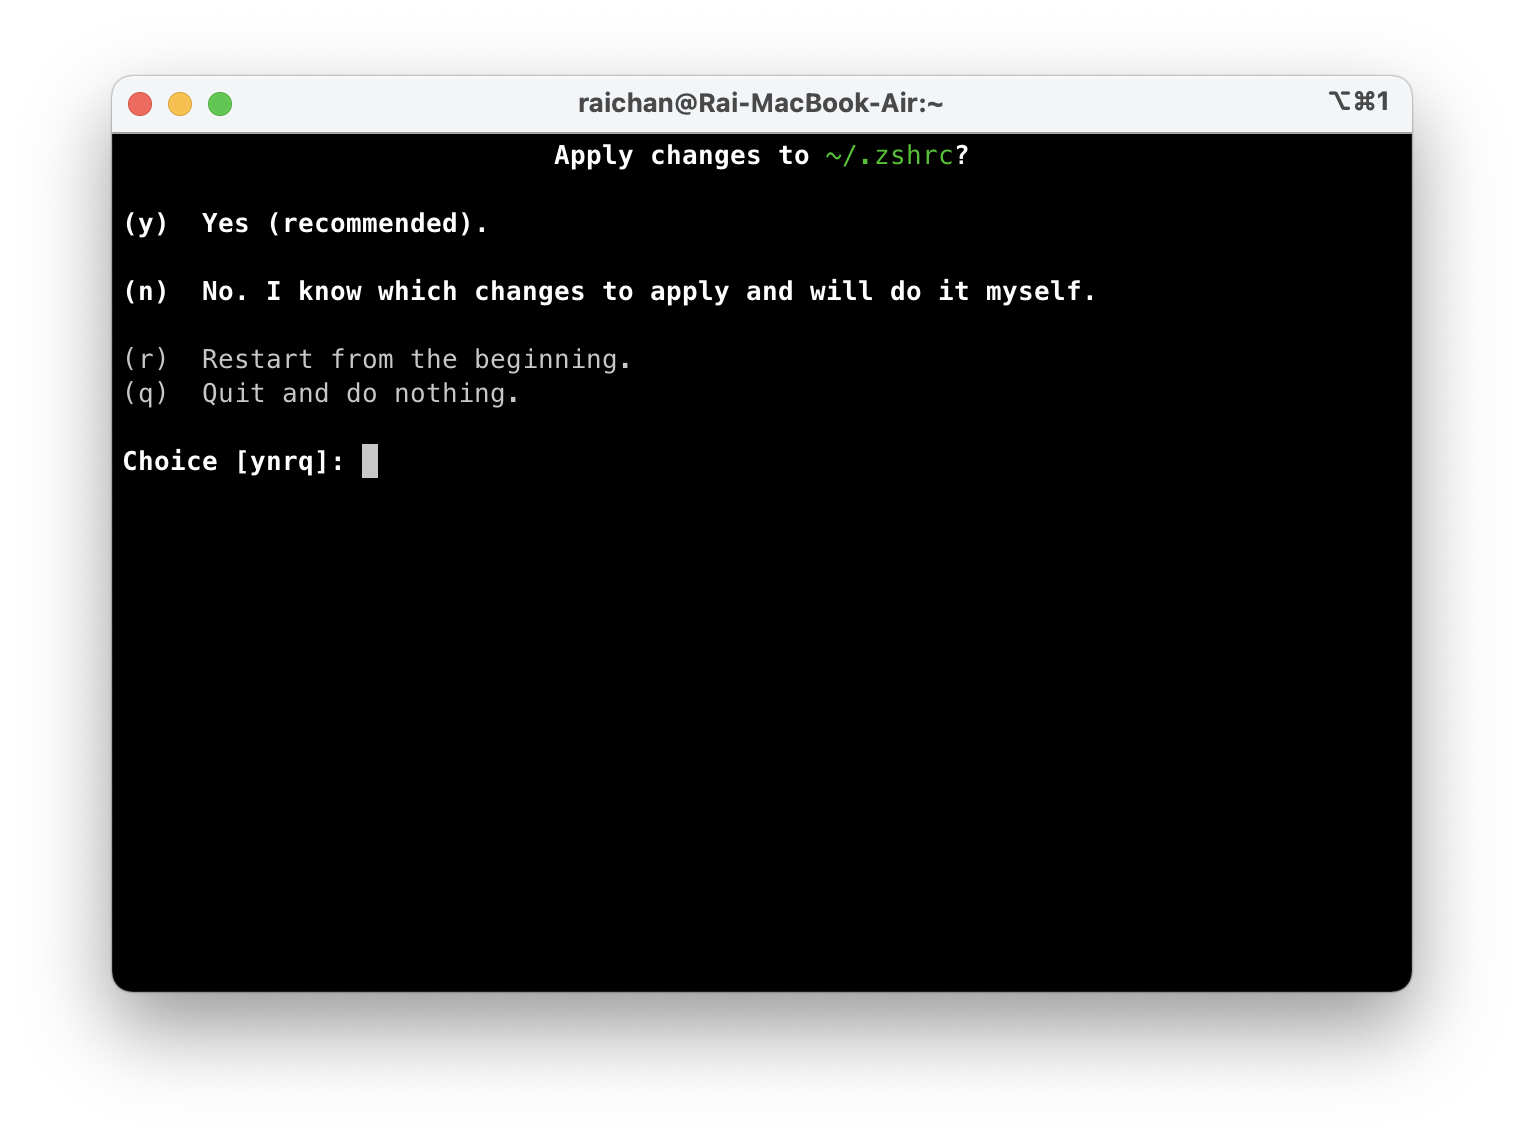 raichan@Rai-MacBook-Air:~ ⌥⌘1
Apply changes to ~/.zshrc?
(y)  Yes (recommended).
(n)  No. I know which changes to apply and will do it myself.
(r)  Restart from the beginning.
(q)  Quit and do nothing.
Choice [ynrq]: